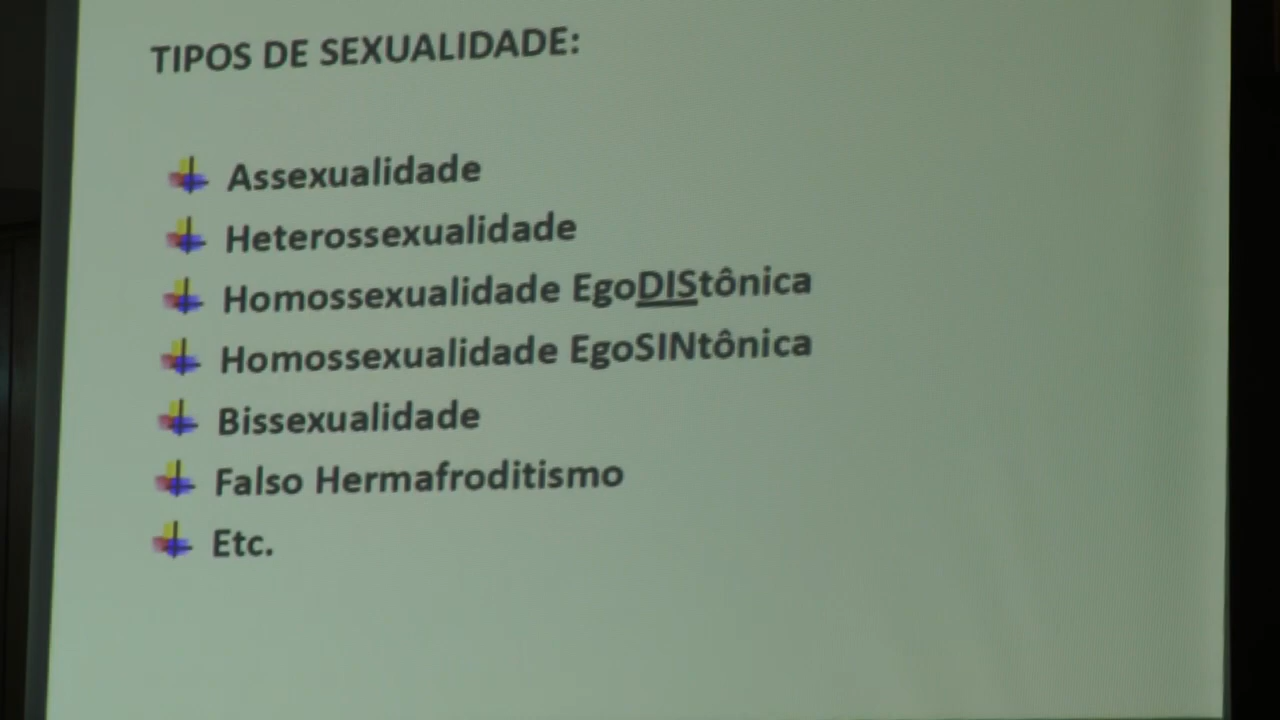 TIPOS DE SEXUALIDADE:
Assexualidade
Heterossexualidade
Homossexualidade EgoDIStônica
Homossexualidade EgoSINtônica
Bissexualidade
Falso Hermafroditismo
Etc.